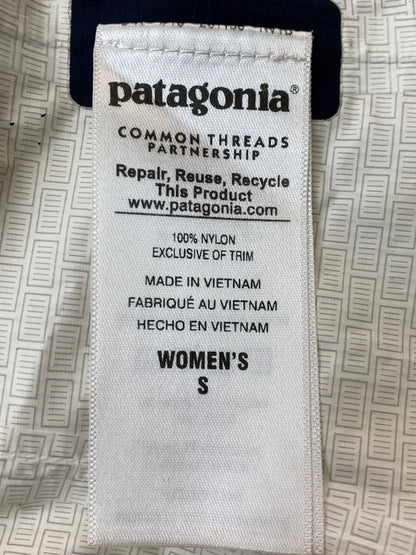 patagonia®
COMMON THREADS
PARTNERSHIP
Repair, Reuse, Recycle
This Product
www.patagonia.com
100% NYLON
EXCLUSIVE OF TRIM
MADE IN VIETNAM
FABRIQUÉ AU VIETNAM
HECHO EN VIETNAM
WOMEN'S
S